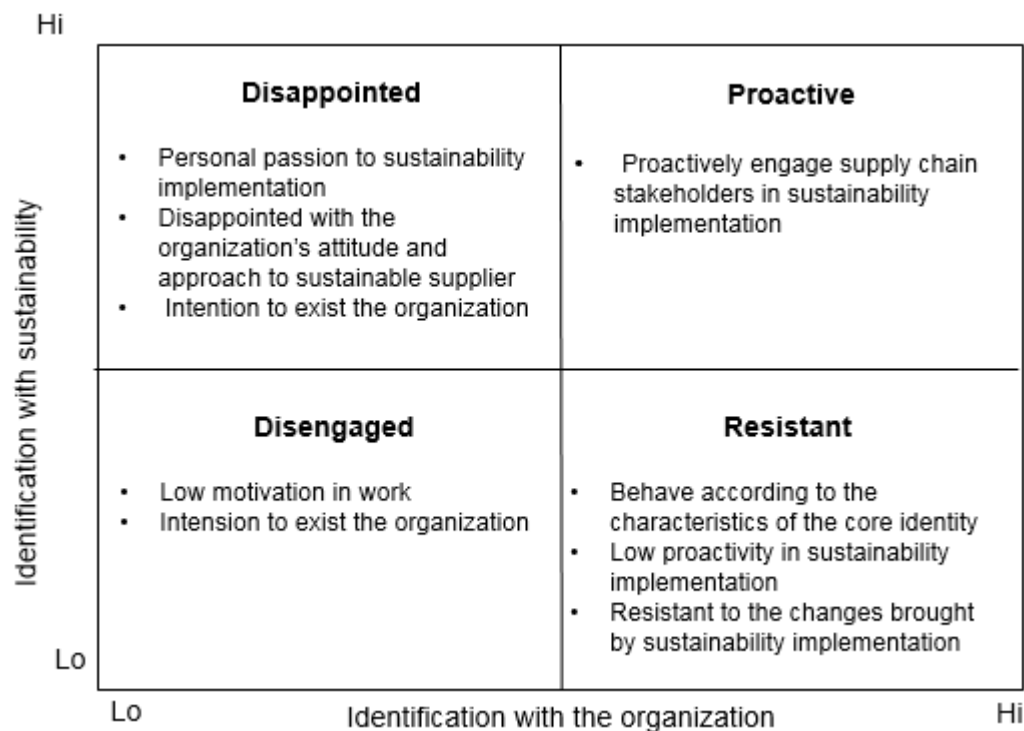 Hi
Disappointed
• Personal passion to sustainability
implementation
• Disappointed with the
organization's attitude and
approach to sustainable supplier
• Intention to exist the organization
Proactive
• Proactively engage supply chain
stakeholders in sustainability
implementation
Identification with sustainability
Disengaged
• Low motivation in work
• Intension to exist the organization
Resistant
• Behave according to the
characteristics of the core identity
• Low proactivity in sustainability
implementation
• Resistant to the changes brought
by sustainability implementation
Lo
Lo
Identification with the organization
Hi